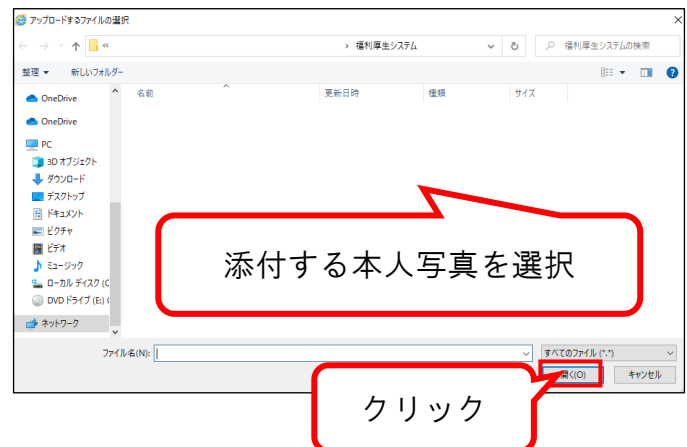 アップロードするファイルの選択
« › 福利厚生システム 福利厚生システムの検索
整理 新しいフォルダー
名前 更新日時 種類 サイズ
OneDrive
OneDrive
PC
3D オブジェクト
ダウンロード
デスクトップ
ドキュメント
ピクチャ
ビデオ
ミュージック
ローカル ディスク (C
DVD ドライブ (E:) (
ネットワーク
添付する本人写真を選択
ファイル名(N): すべてのファイル (*.*)
開く(O) キャンセル
クリック